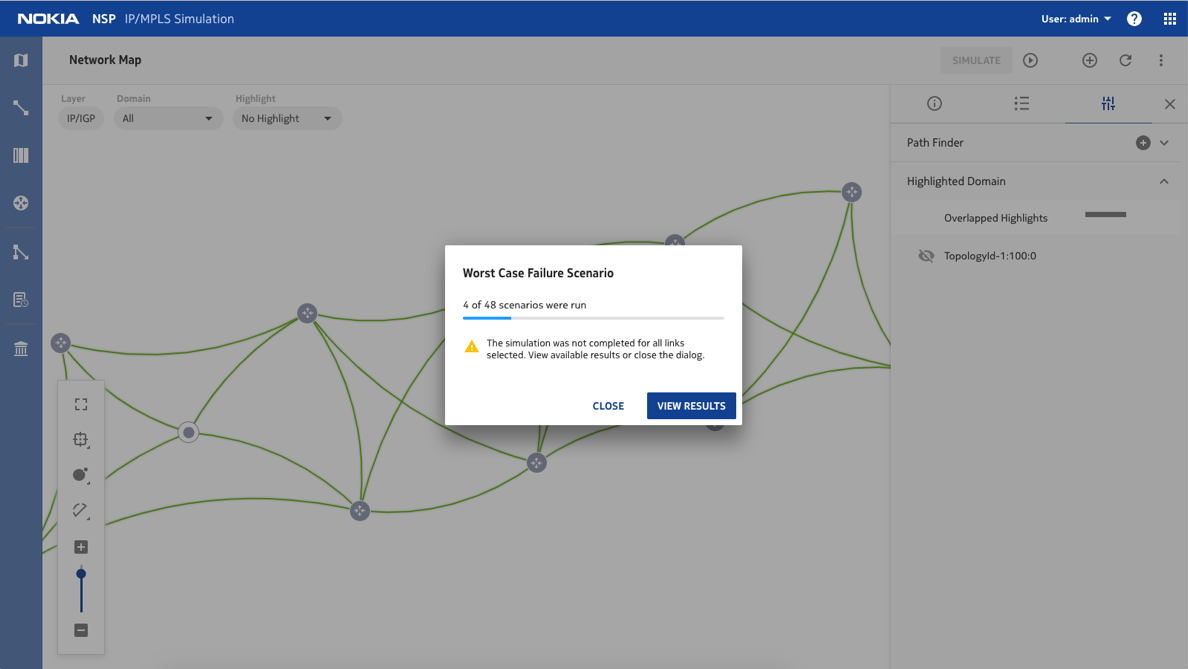 NOKIA NSP IP/MPLS Simulation
User: admin
Network Map
SIMULATE
Layer
Domain
Highlight
IP/IGP
All
No Highlight
Path Finder
Highlighted Domain
Overlapped Highlights
TopologyId-1:100:0
Worst Case Failure Scenario
4 of 48 scenarios were run
The simulation was not completed for all links
selected. View available results or close the dialog.
CLOSE
VIEW RESULTS